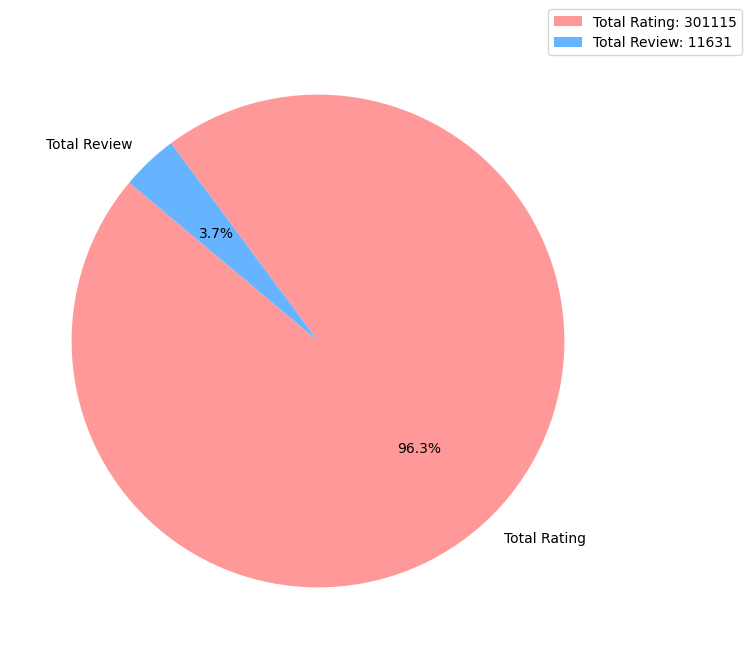 Total Rating: 301115
Total Review: 11631
Total Review
3.7%
96.3%
Total Rating